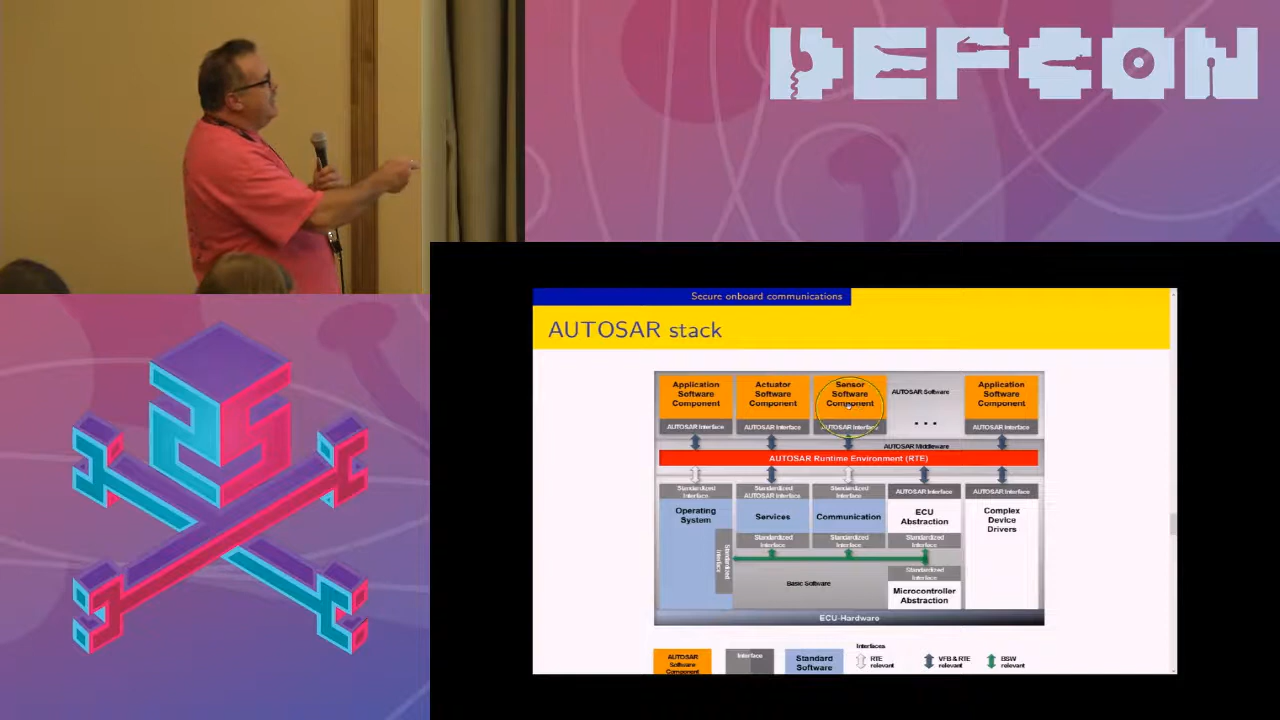 DEFCON
Secure onboard communications
AUTOSAR stack
Application
Software
Component
Actuator
Software
Component
Sensor
Software
Component
AUTOSAR Software
. . .
Application
Software
Component
AUTOSAR Interface
AUTOSAR Interface
AUTOSAR Interface
AUTOSAR Interface
AUTOSAR Middleware
AUTOSAR Runtime Environment (RTE)
Standardized
Interface
Standardized
AUTOSAR Interface
Standardized
Interface
AUTOSAR Interface
AUTOSAR Interface
Operating
System
Services
Communication
ECU
Abstraction
Complex
Device
Drivers
Standardized
Interface
Standardized
Interface
Standardized
Interface
Standardized
Interface
Standardized
Interface
Basic Software
Microcontroller
Abstraction
ECU-Hardware
AUTOSAR
Software
Component
Interface
Standard
Software
Interfaces
RTE
relevant
VFB & RTE
relevant
BSW
relevant